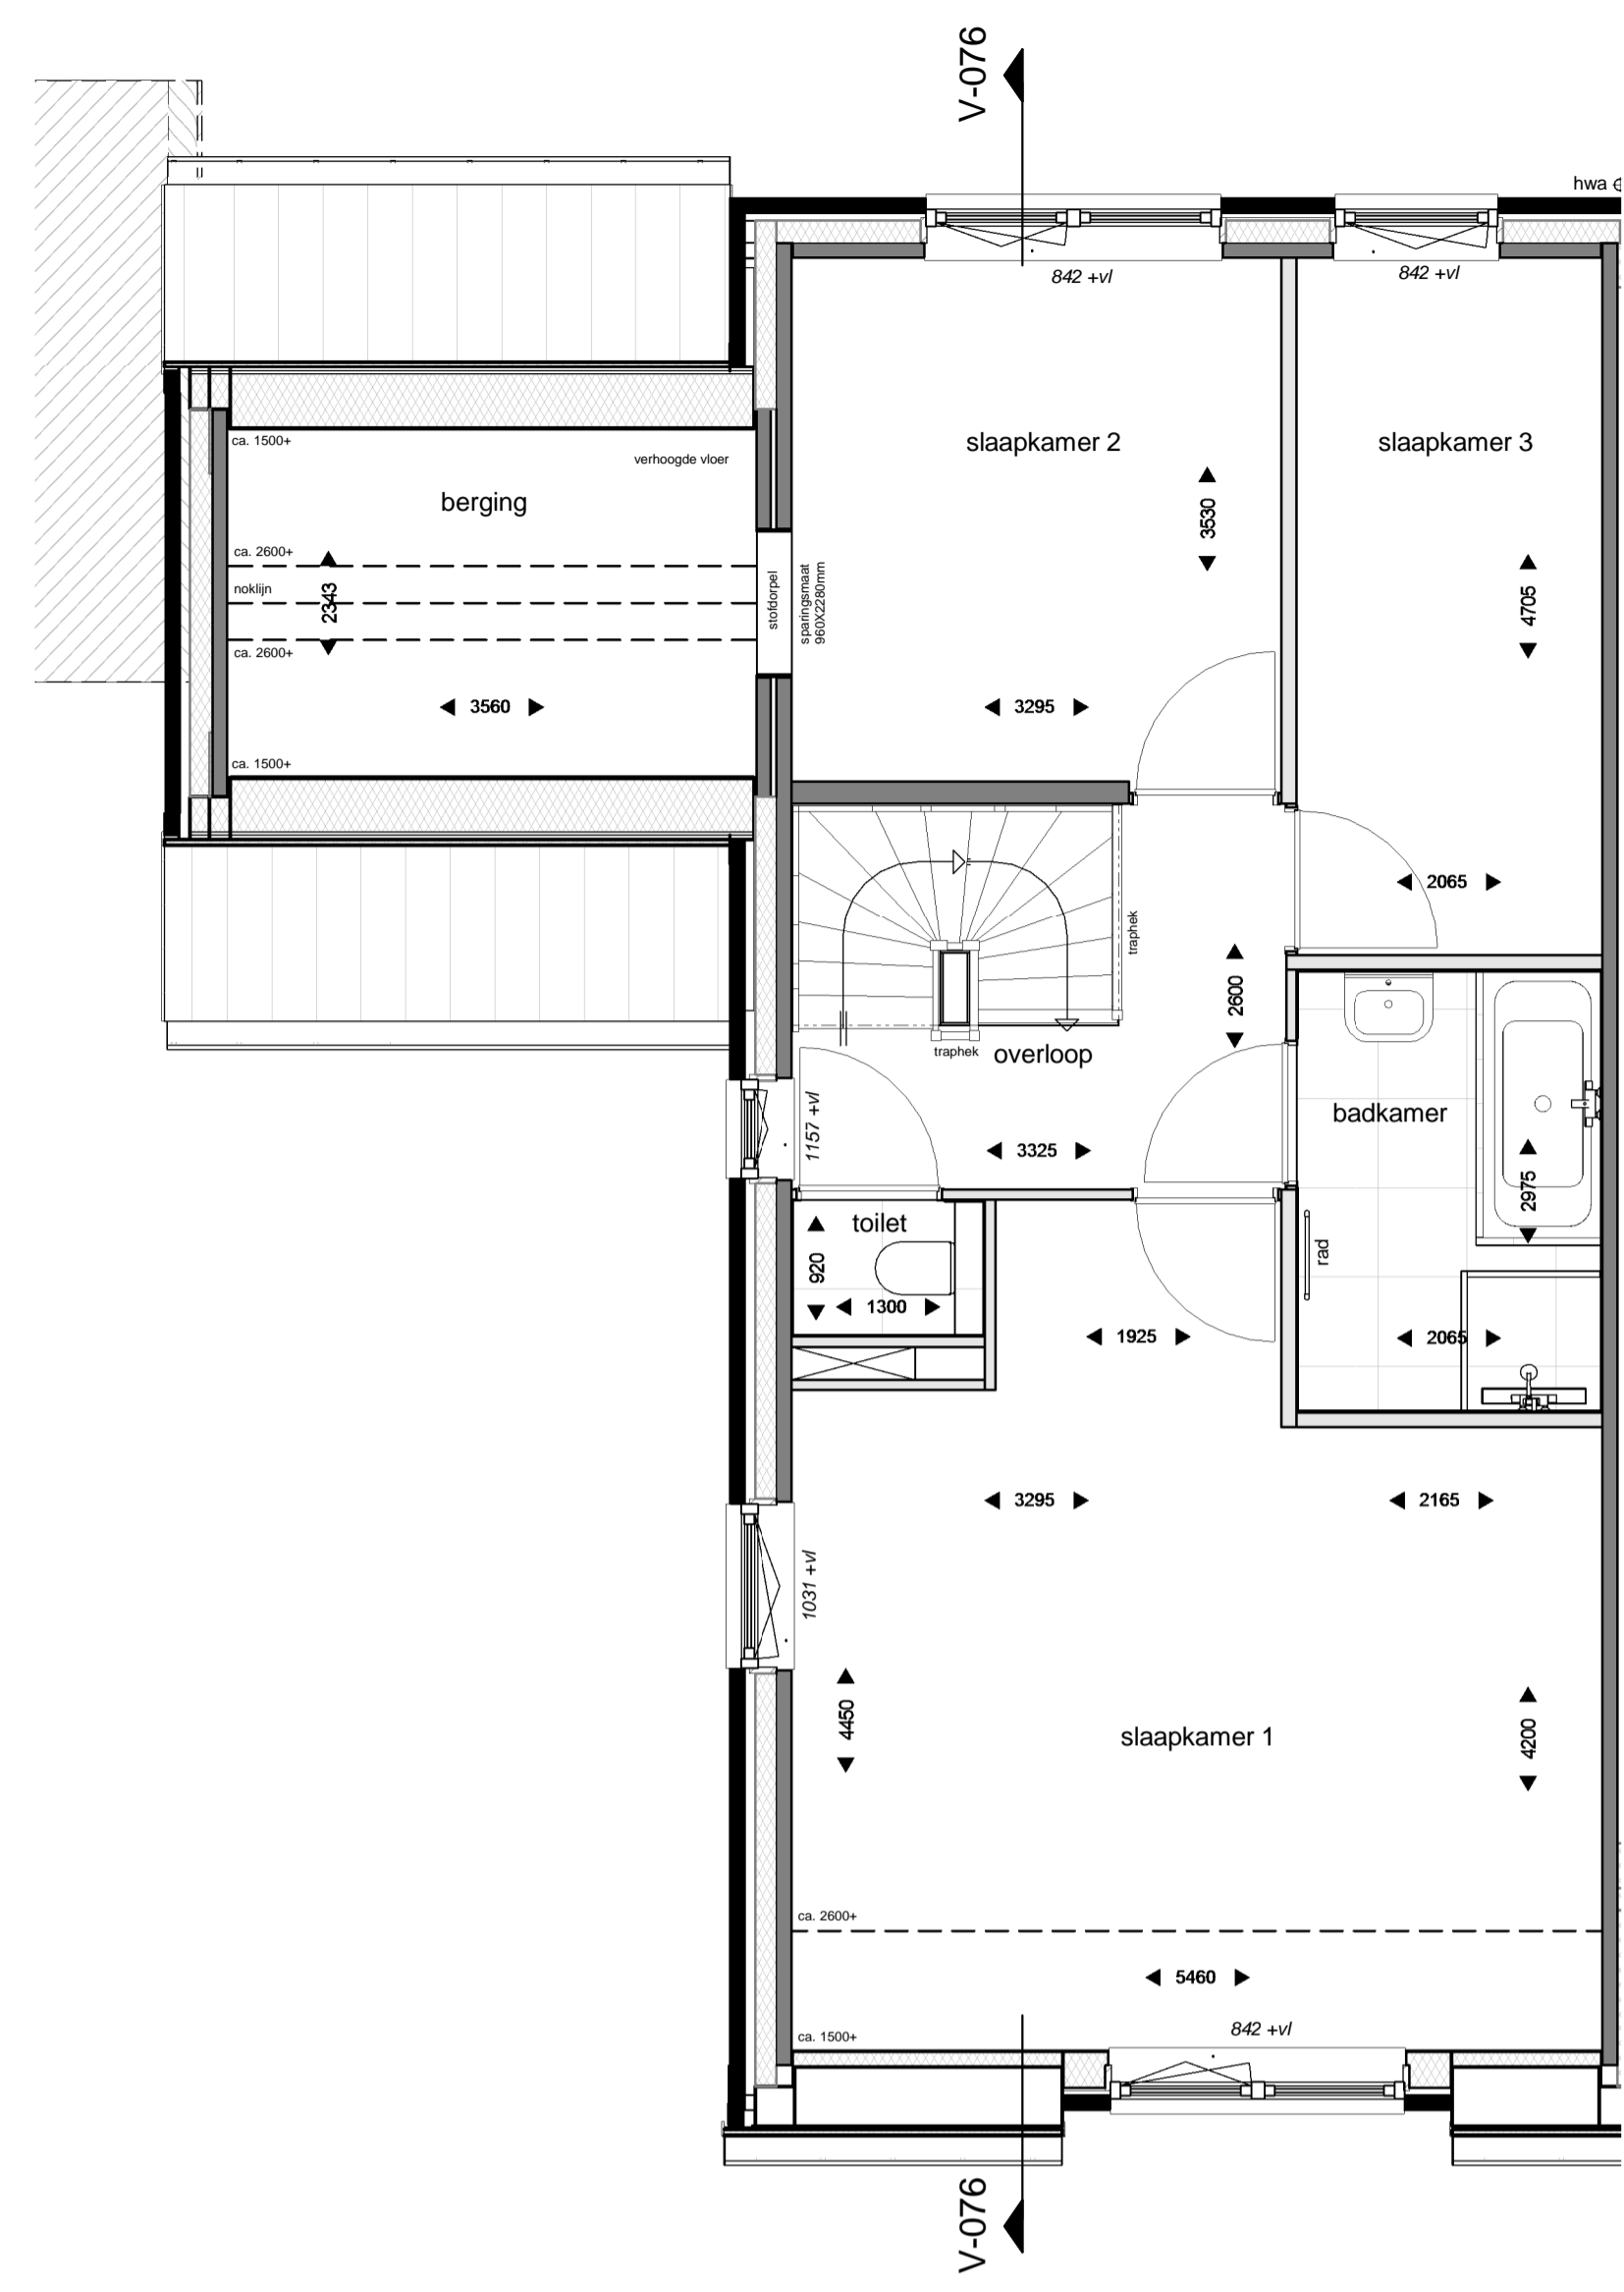 V-076
hwa
842 +vl
842 +vl
ca. 1500+
verhoogde vloer
slaapkamer 2
slaapkamer 3
berging
3530
ca. 2600+
noklijn
2343
stofdorpel
sparingsmaat
960X2280mm
4705
ca. 2600+
3560
3295
ca. 1500+
2065
traphek
2600
traphek
overloop
1157 +vl
badkamer
3325
2975
toilet
920
rad
1300
1925
2065
3295
2165
1031 +vl
4450
slaapkamer 1
4200
ca. 2600+
5460
842 +vl
ca. 1500+
V-076